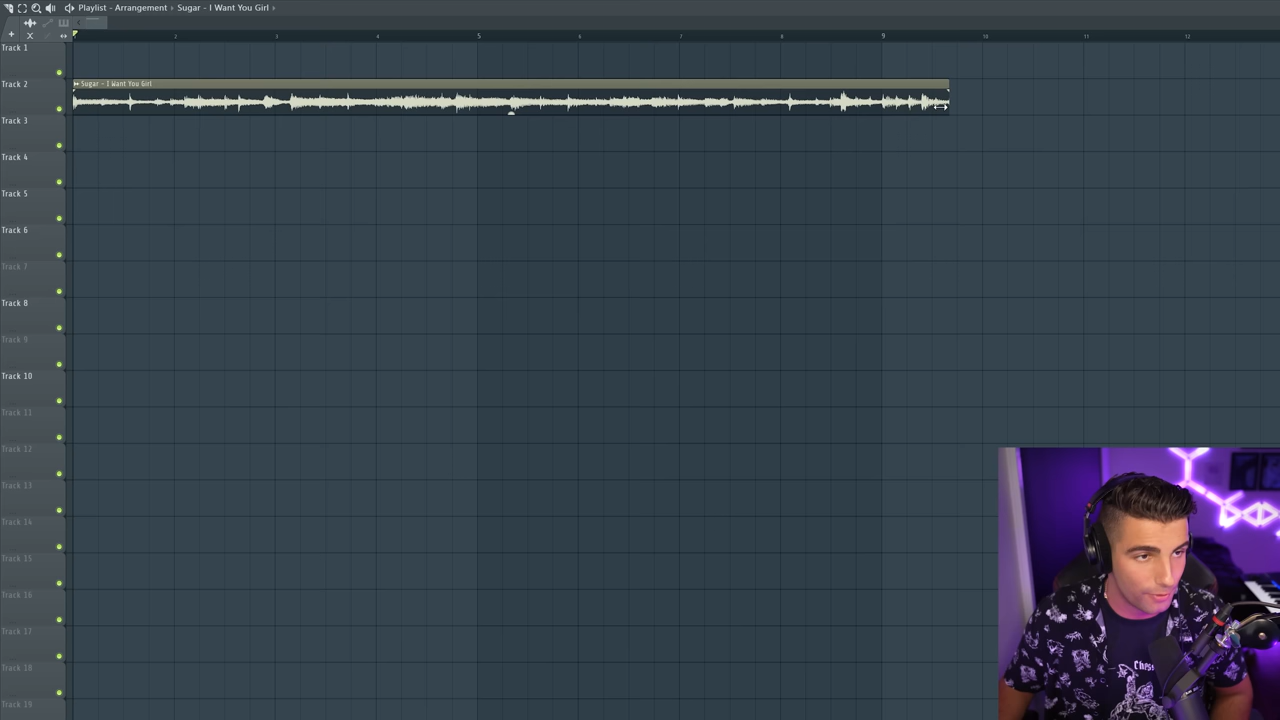 Playlist - Arrangement › Sugar - I Want You Girl ›
2 3 4 5 6 7 8 9 10 11 12
Track 1
Track 2
Sugar - I Want You Girl
Track 3
Track 4
Track 5
Track 6
Track 7
Track 8
Track 9
Track 10
Track 11
Track 12
Track 13
Track 14
Track 15
Track 16
Track 17
Track 18
Track 19
Chess